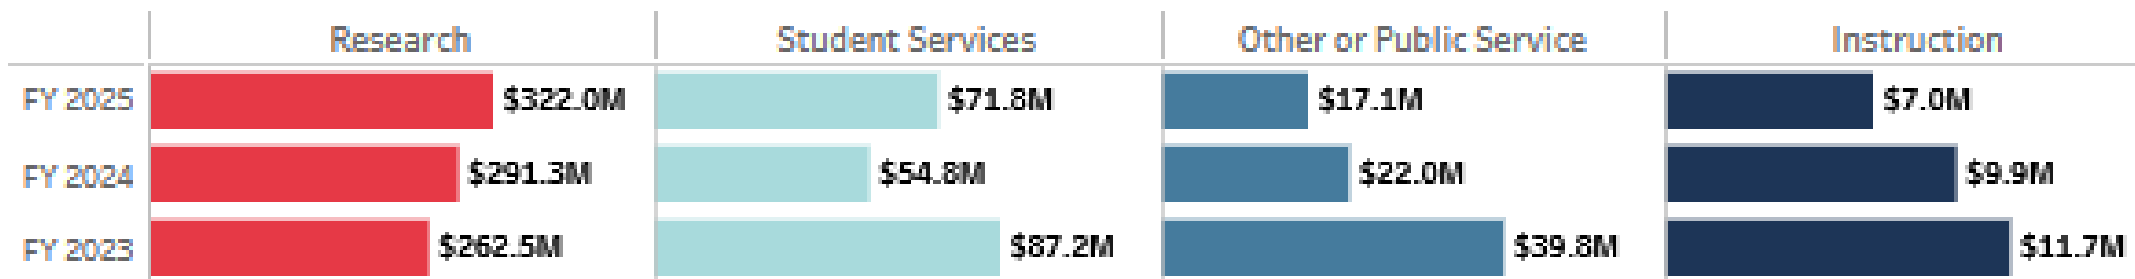 Research Student Services Other or Public Service Instruction
FY 2025 $322.0M $71.8M $17.1M $7.0M
FY 2024 $291.3M $54.8M $22.0M $9.9M
FY 2023 $262.5M $87.2M $39.8M $11.7M